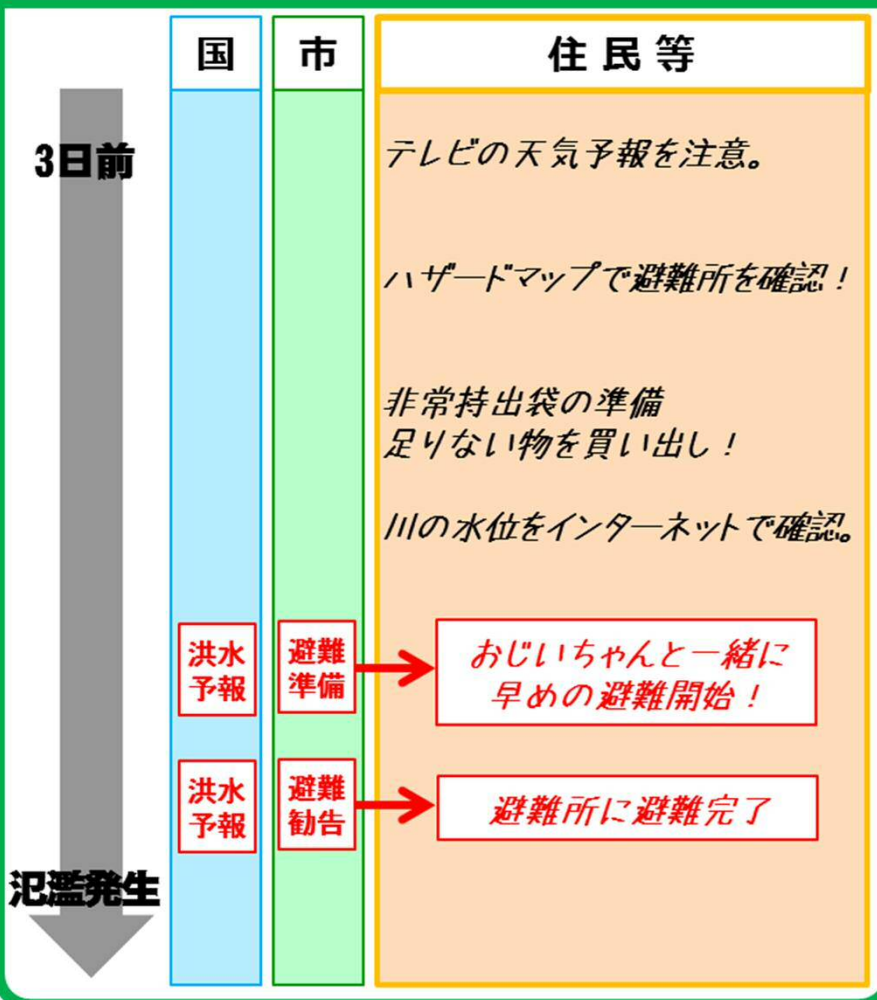 国
市
住民等
3日前
テレビの天気予報を注意。
ハザードマップで避難所を確認！
非常持出袋の準備
足りない物を買い出し！
川の水位をインターネットで確認。
洪水
予報
避難
準備
おじいちゃんと一緒に
早めの避難開始！
洪水
予報
避難
勧告
避難所に避難完了
氾濫発生